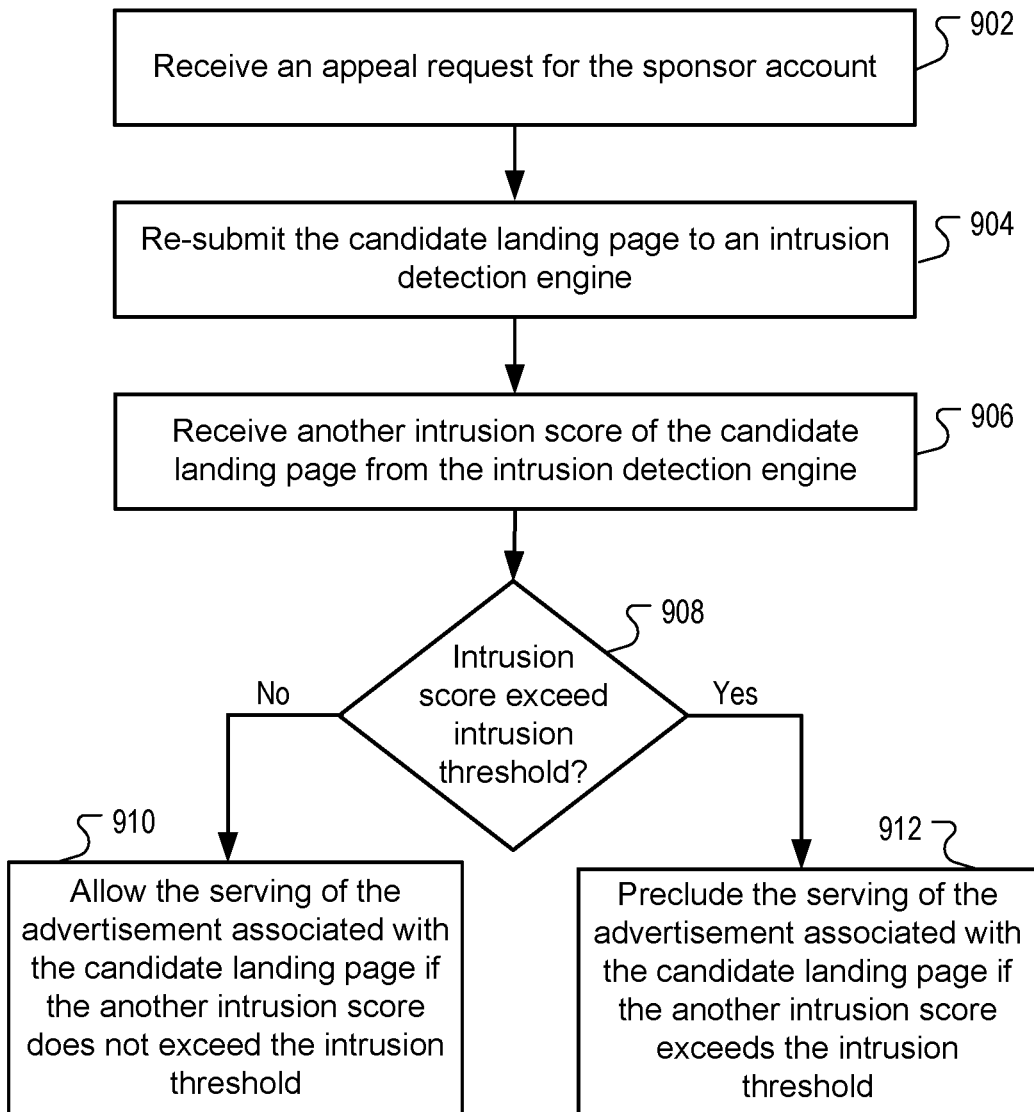 902
Receive an appeal request for the sponsor account
904
Re-submit the candidate landing page to an intrusion
detection engine
906
Receive another intrusion score of the candidate
landing page from the intrusion detection engine
908
Intrusion
score exceed
intrusion
threshold?
No
Yes
910
Allow the serving of the
advertisement associated with
the candidate landing page if
the another intrusion score
does not exceed the intrusion
threshold
912
Preclude the serving of the
advertisement associated with
the candidate landing page if
the another intrusion score
exceeds the intrusion
threshold